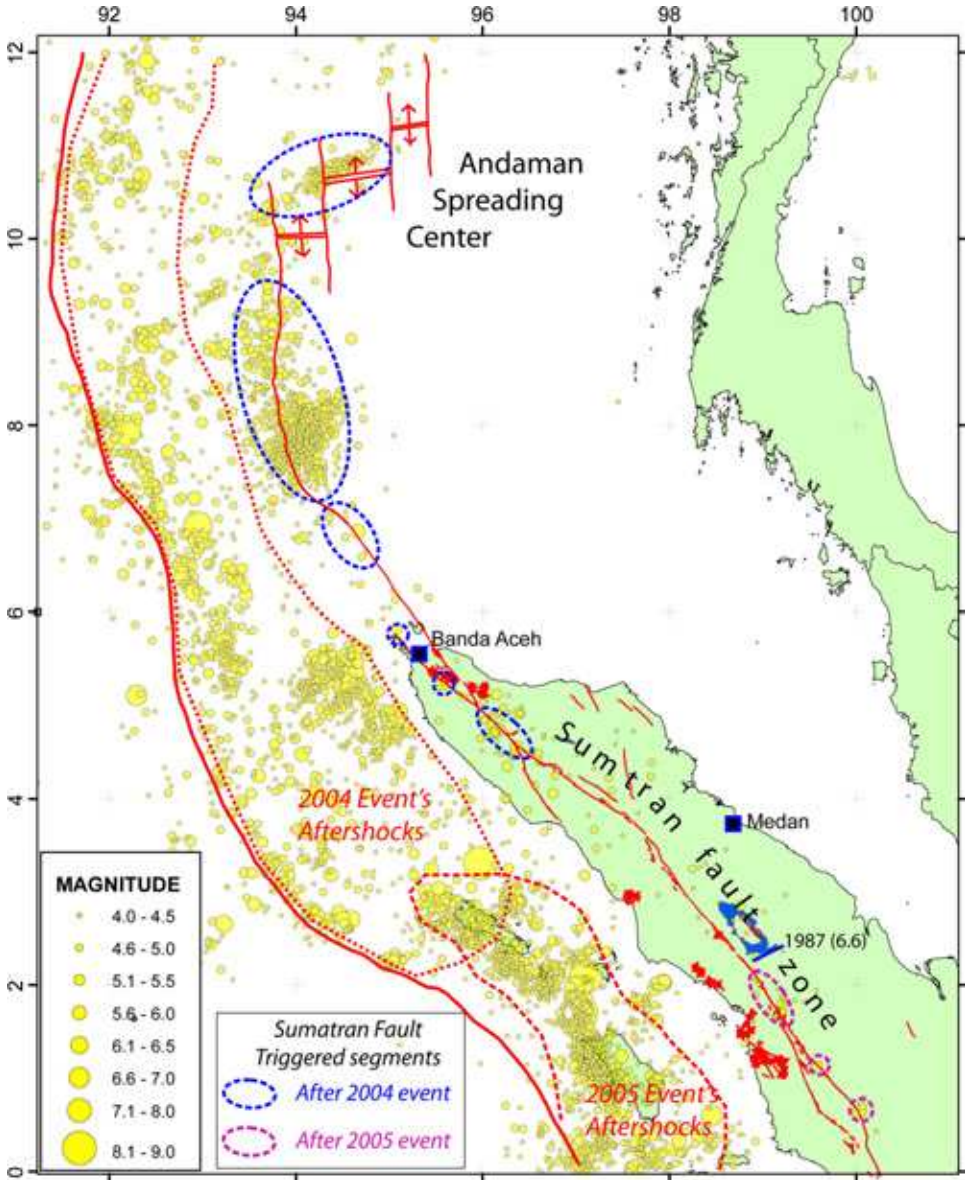 92 94 96 98 100
12
10
8
6
4
2
0
Andaman
Spreading
Center
Banda Aceh
Sumtran fault zone
Medan
1987 (6.6)
2004 Event's
Aftershocks
2005 Event's
Aftershocks
MAGNITUDE
4.0 - 4.5
4.6 - 5.0
5.1 - 5.5
5.6 - 6.0
6.1 - 6.5
6.6 - 7.0
7.1 - 8.0
8.1 - 9.0
Sumatran Fault
Triggered segments
After 2004 event
After 2005 event